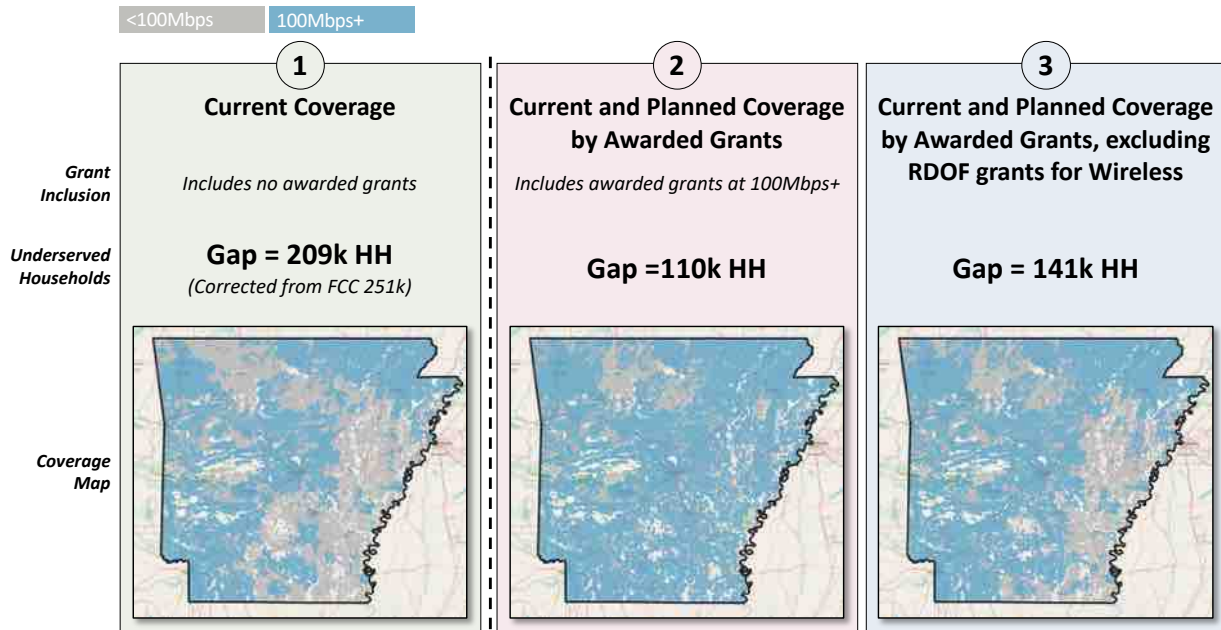 <100Mbps 100Mbps+
1 2 3
Current Coverage
Current and Planned Coverage
by Awarded Grants
Current and Planned Coverage
by Awarded Grants, excluding
RDOF grants for Wireless
Grant
Inclusion
Includes no awarded grants
Includes awarded grants at 100Mbps+
Underserved
Households
Gap = 209k HH
(Corrected from FCC 251k)
Gap =110k HH
Gap = 141k HH
Coverage
Map